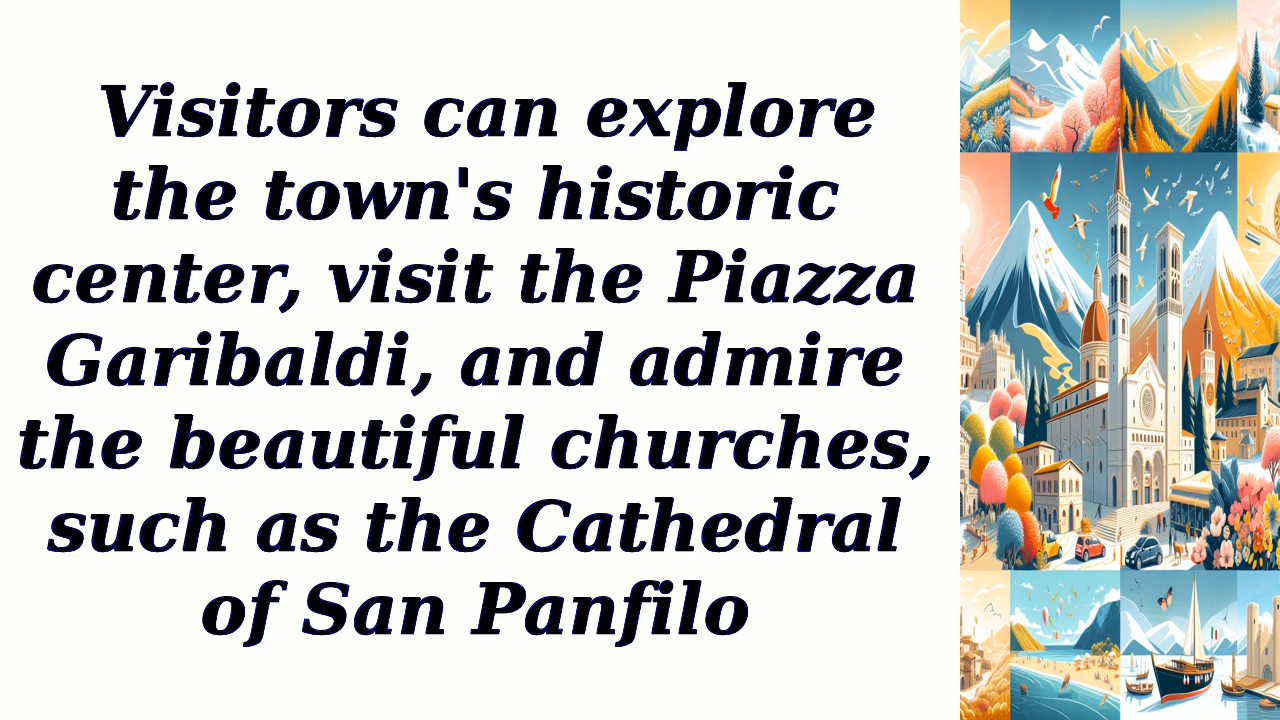 Visitors can explore
the town's historic
center, visit the Piazza
Garibaldi, and admire
the beautiful churches,
such as the Cathedral
of San Panfilo